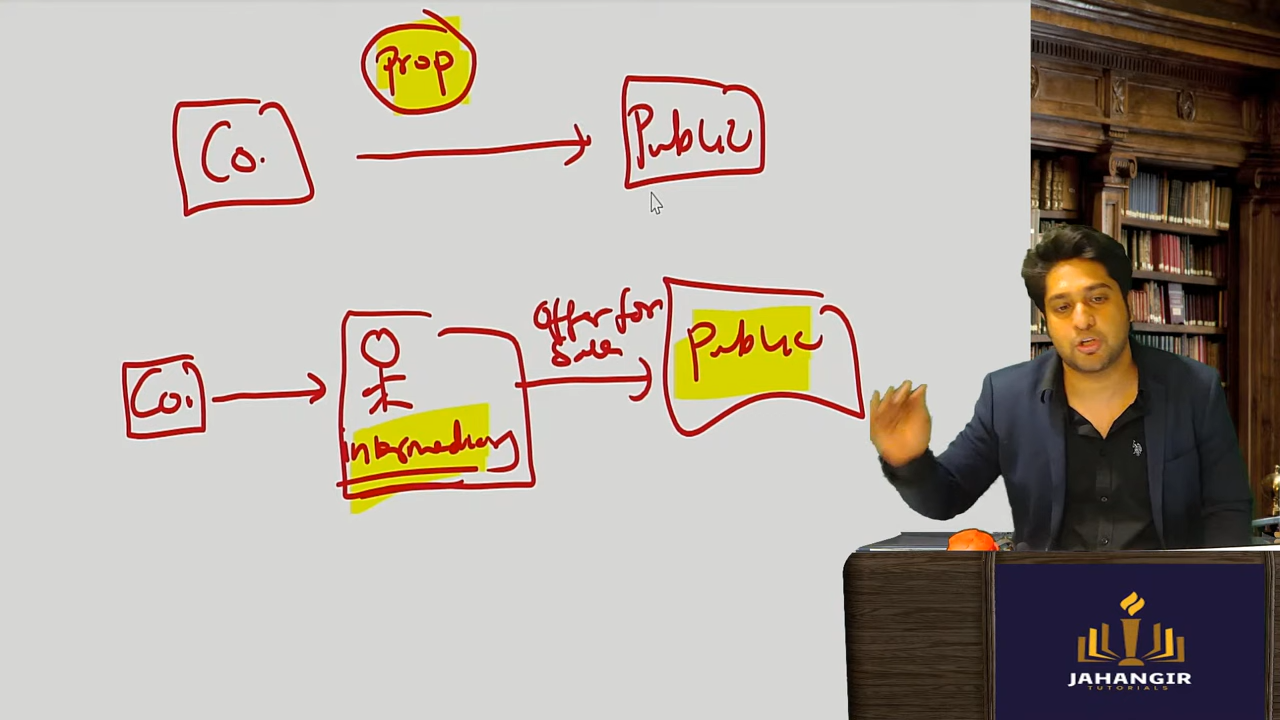 Prop
Co.
Public
Offer for
Sale
Co.
Public
intermediary
JAHANGIR
TUTORIALS